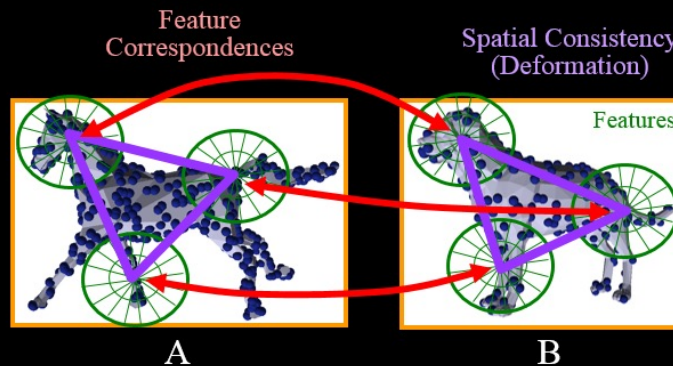 Feature
Correspondences
Spatial Consistency
(Deformation)
Features
A
B